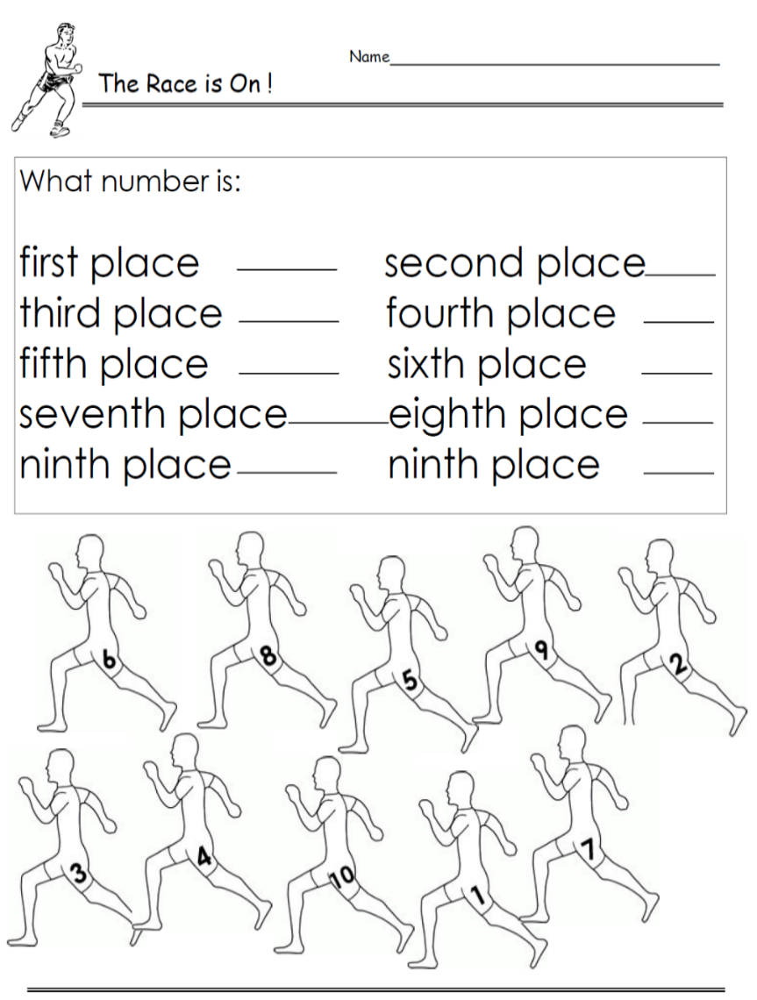 Name
The Race is On !
What number is:
first place second place
third place fourth place
fifth place sixth place
seventh place eighth place
ninth place ninth place
6 8 5 9 2
3 4 10 1 7